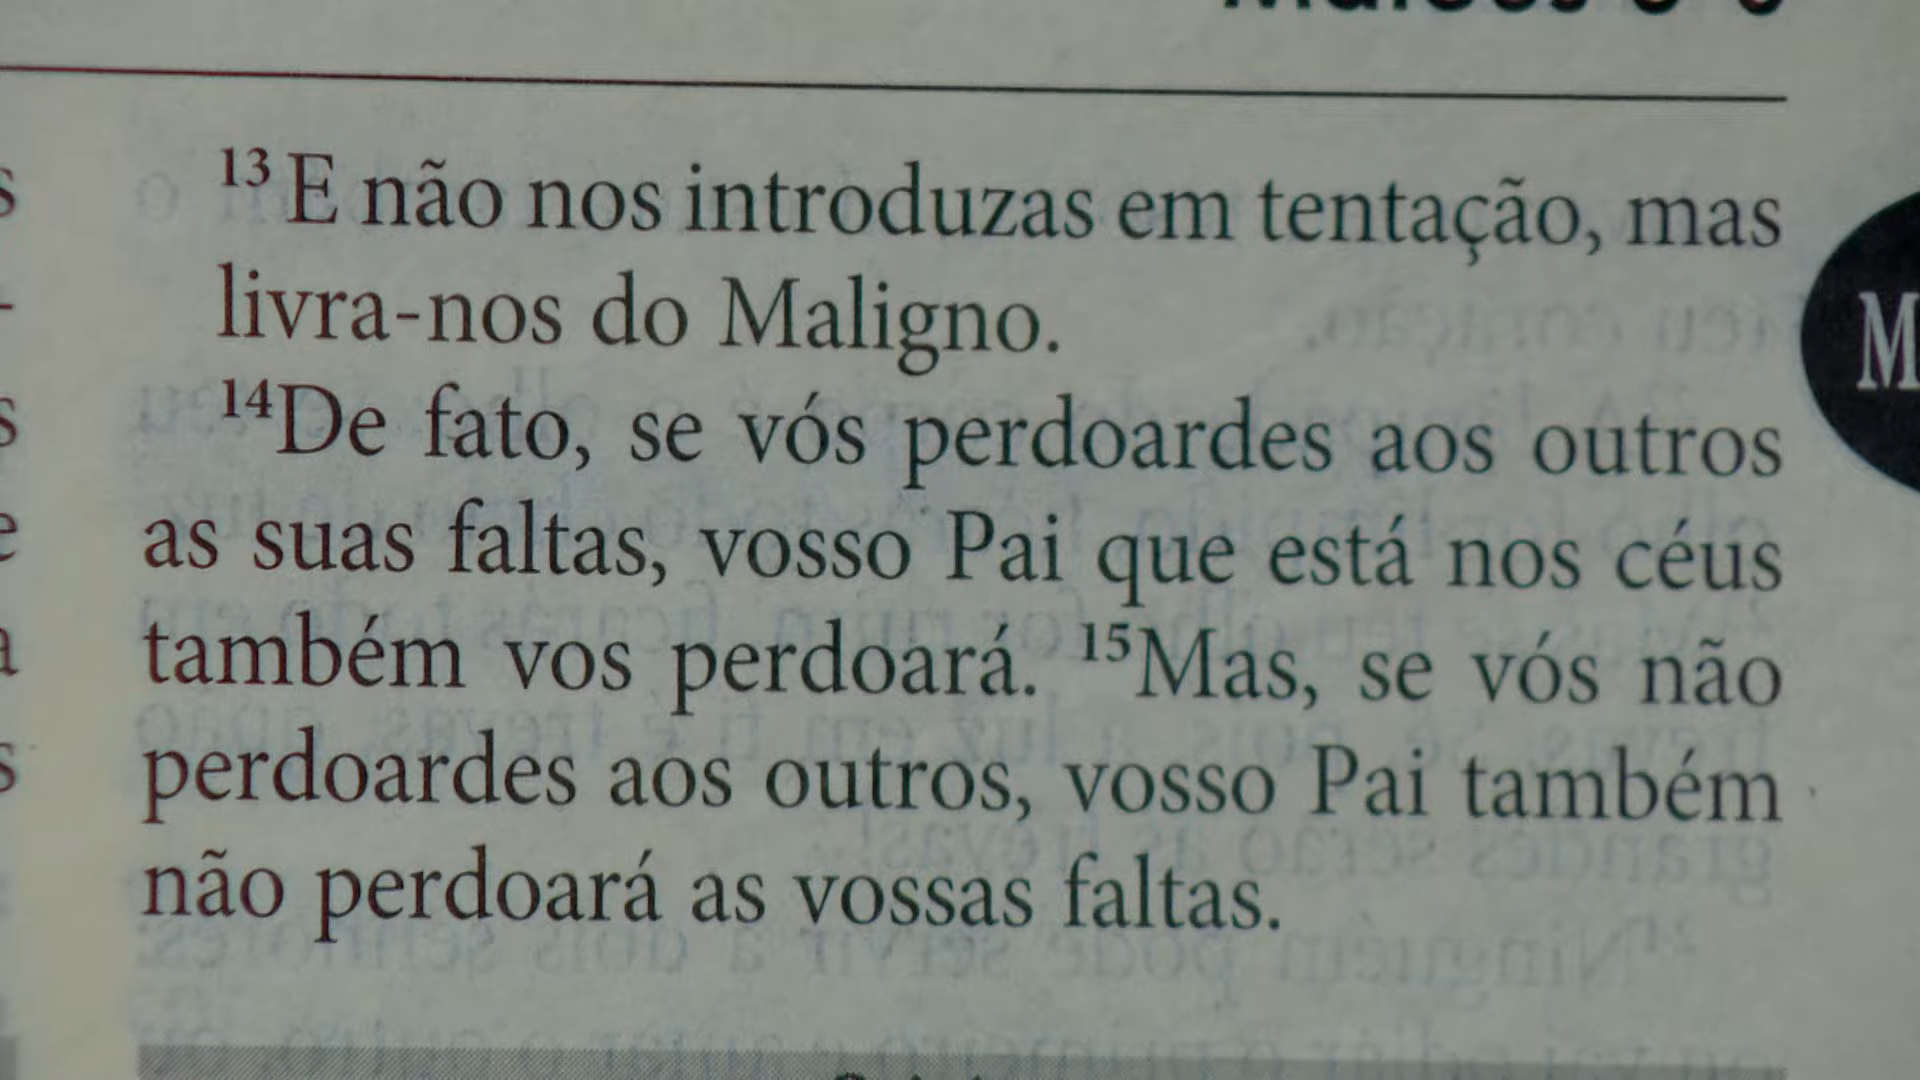 ¹³E não nos introduzas em tentação, mas
livra-nos do Maligno.
¹⁴De fato, se vós perdoardes aos outros
as suas faltas, vosso Pai que está nos céus
também vos perdoará. ¹⁵Mas, se vós não
perdoardes aos outros, vosso Pai também
não perdoará as vossas faltas.
M